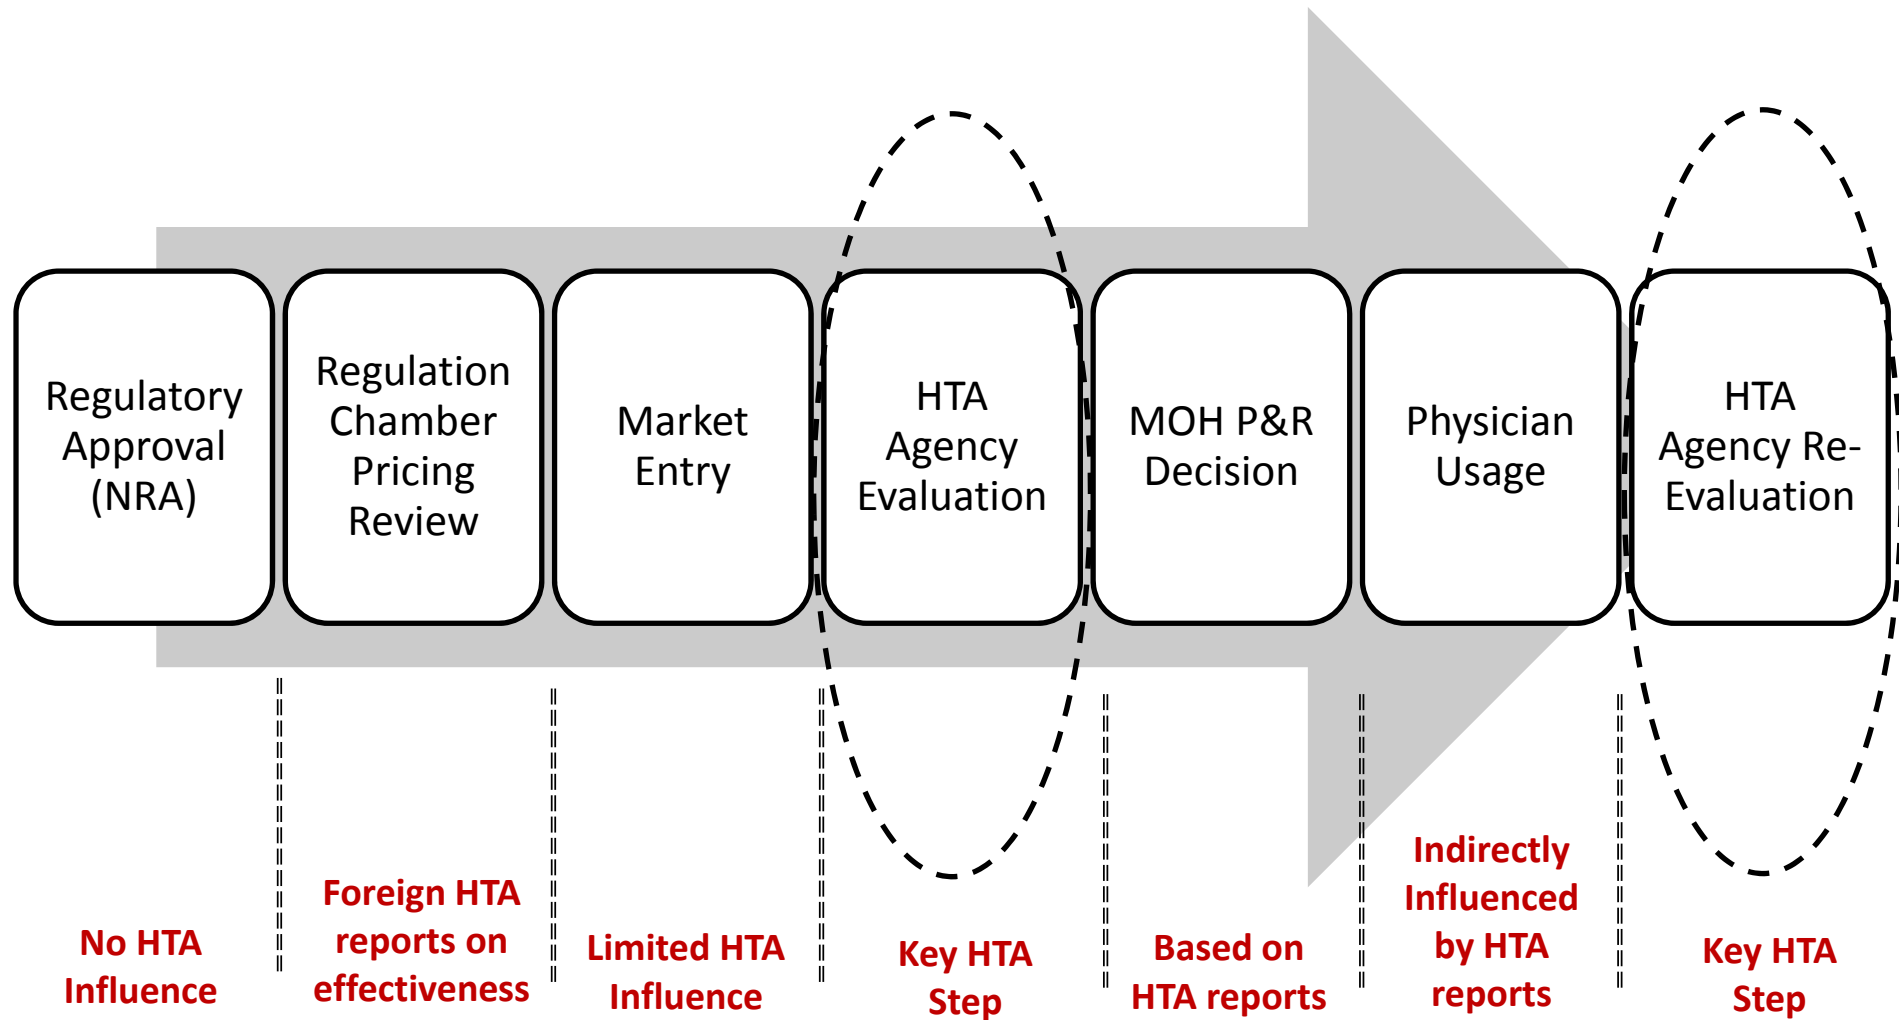 Regulatory
Approval
(NRA)
Regulation
Chamber
Pricing
Review
Market
Entry
HTA
Agency
Evaluation
MOH P&R
Decision
Physician
Usage
HTA
Agency Re-
Evaluation
No HTA
Influence
Foreign HTA
reports on
effectiveness
Limited HTA
Influence
Key HTA
Step
Based on
HTA reports
Indirectly
Influenced
by HTA
reports
Key HTA
Step